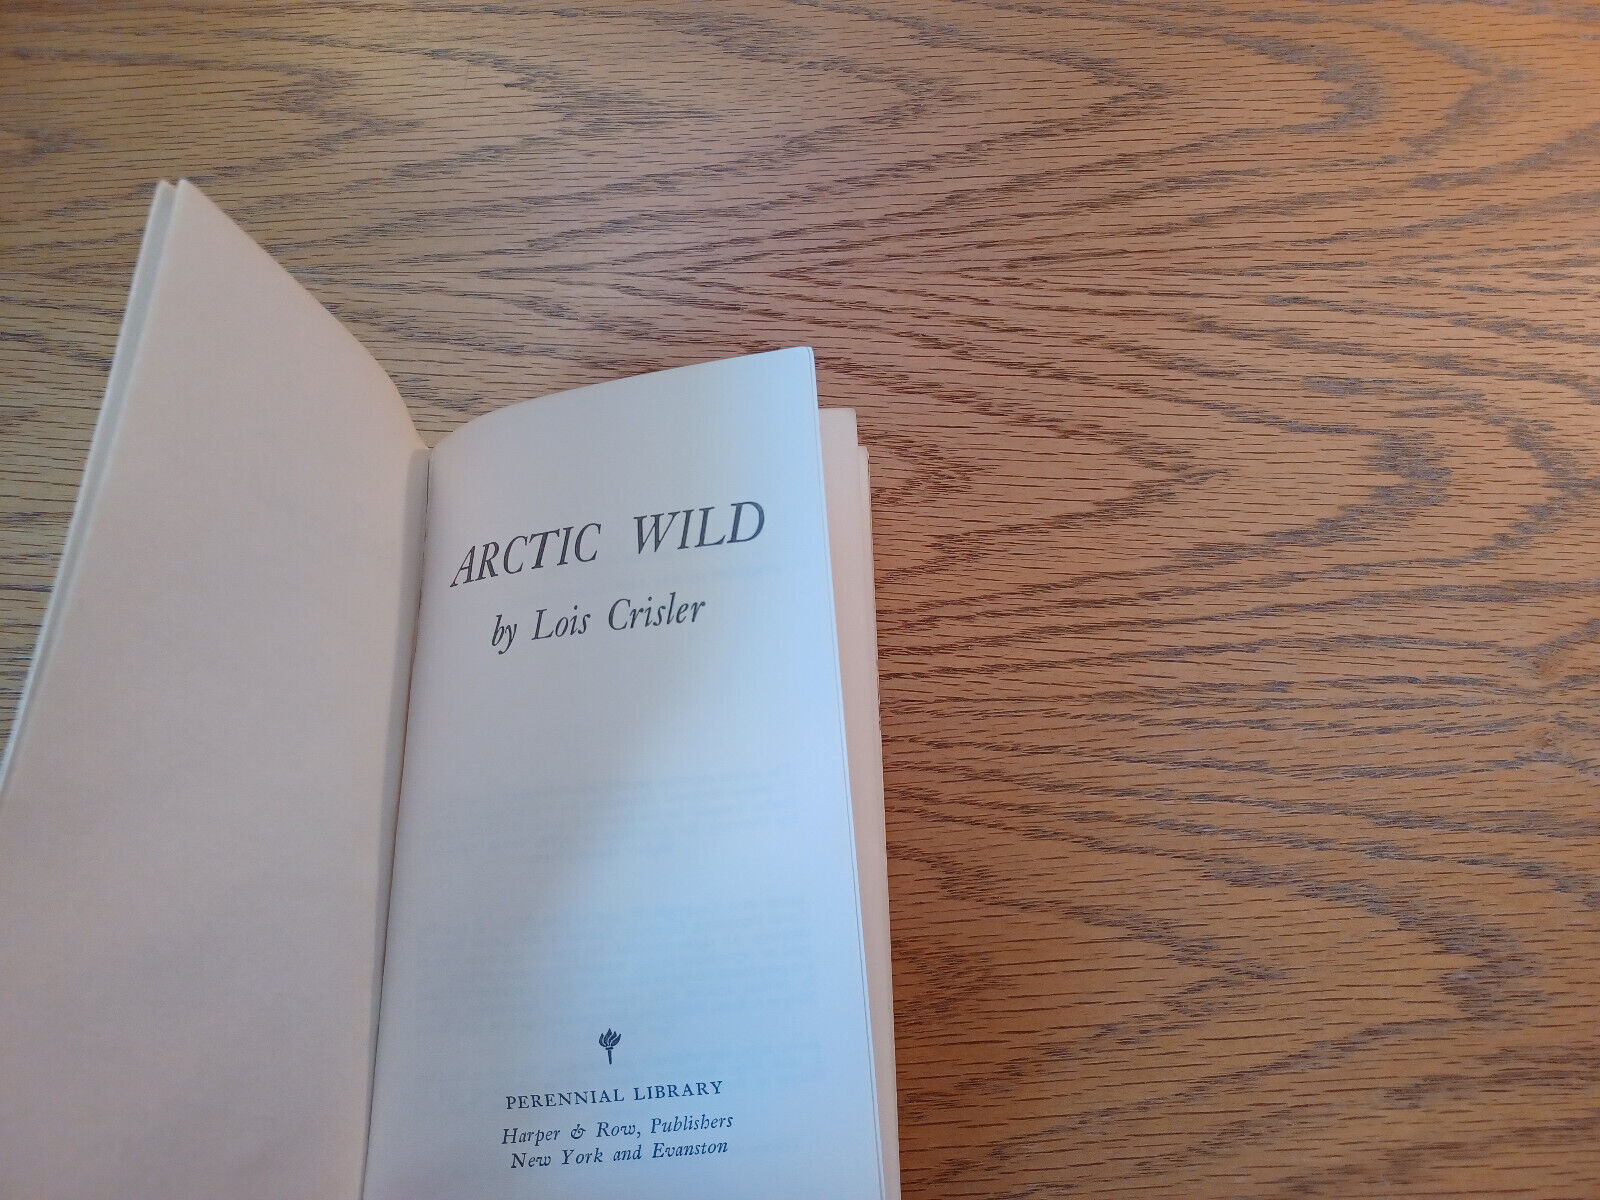 ARCTIC WILD
by Lois Crisler
PERENNIAL LIBRARY
Harper & Row, Publishers
New York and Evanston